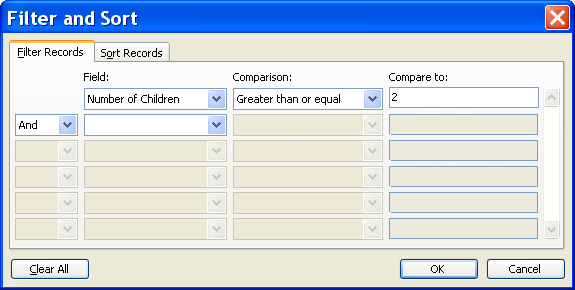 Filter and Sort
Filter Records Sort Records
Field: Comparison: Compare to:
Number of Children Greater than or equal 2
And
Clear All OK Cancel